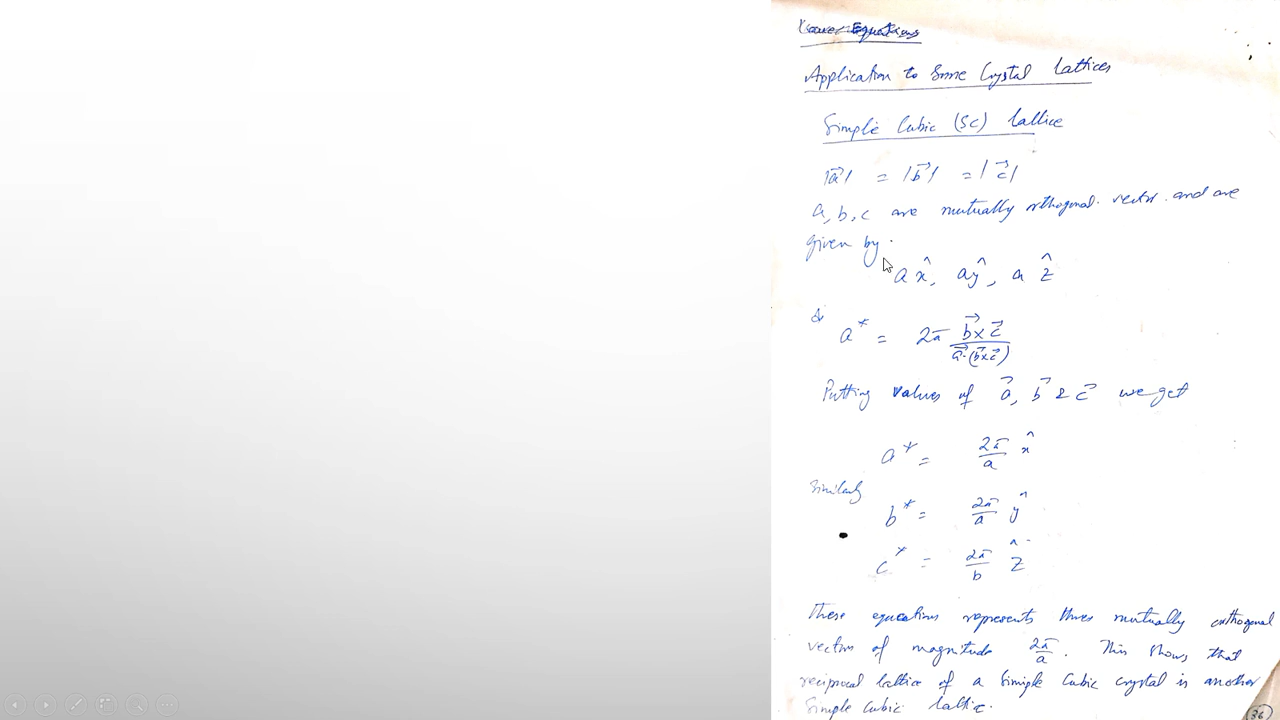 Laue Equations
Application to Some Crystal lattices
Simple Cubic (SC) lattice
|a⃗| = |b⃗| = |c⃗|
a, b, c are mutually orthogonal vector and are
given by.
a x̂, a ŷ, a ẑ
a* = 2π (b⃗ × c⃗) / (a⃗·(b⃗×c⃗))
Putting values of a⃗, b⃗ & c⃗ we get
a* = 2π/a x̂
Similarly
b* = 2π/a ŷ
c* = 2π/b ẑ
These equations represents three mutually orthogonal
vectors of magnitude 2π/a. This shows that
reciprocal lattice of a Simple Cubic crystal is another
Simple cubic lattice.